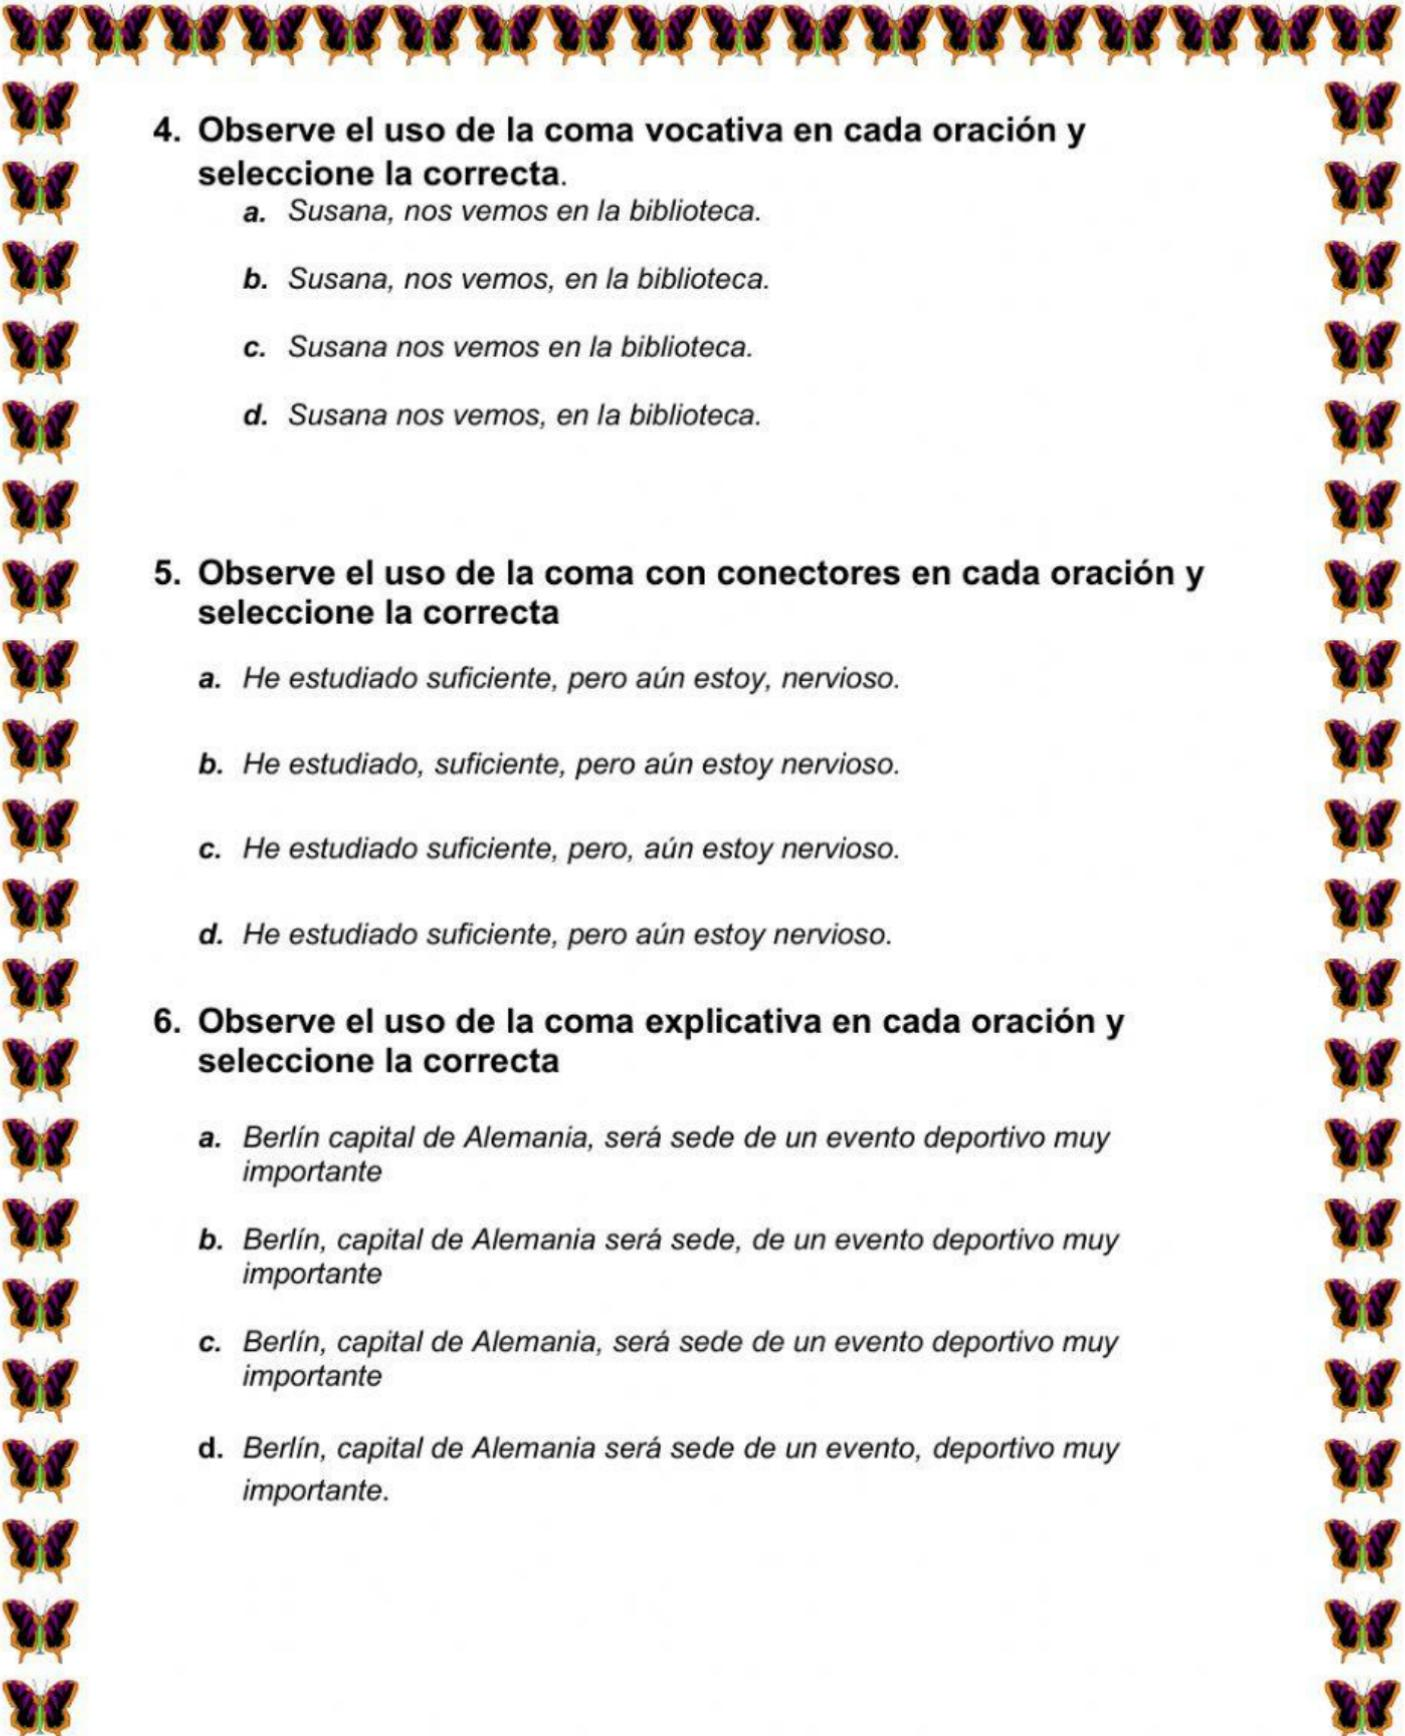 4. Observe el uso de la coma vocativa en cada oración y
seleccione la correcta.
a. Susana, nos vemos en la biblioteca.
b. Susana, nos vemos, en la biblioteca.
c. Susana nos vemos en la biblioteca.
d. Susana nos vemos, en la biblioteca.
5. Observe el uso de la coma con conectores en cada oración y
seleccione la correcta
a. He estudiado suficiente, pero aún estoy, nervioso.
b. He estudiado, suficiente, pero aún estoy nervioso.
c. He estudiado suficiente, pero, aún estoy nervioso.
d. He estudiado suficiente, pero aún estoy nervioso.
6. Observe el uso de la coma explicativa en cada oración y
seleccione la correcta
a. Berlín capital de Alemania, será sede de un evento deportivo muy
importante
b. Berlín, capital de Alemania será sede, de un evento deportivo muy
importante
c. Berlín, capital de Alemania, será sede de un evento deportivo muy
importante
d. Berlín, capital de Alemania será sede de un evento, deportivo muy
importante.